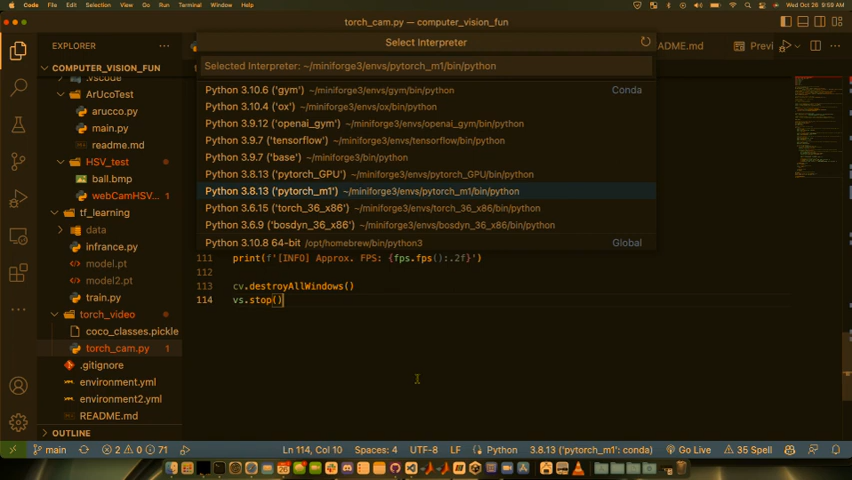 Code File Edit Selection View Go Run Terminal Window Help
Wed Oct 26 9:59 AM
torch_cam.py — computer_vision_fun
EXPLORER
Select Interpreter
ADME.md
Previ
Selected Interpreter: ~/miniforge3/envs/pytorch_m1/bin/python
COMPUTER_VISION_FUN
.vscode
ArUcoTest
arucco.py
main.py
readme.md
HSV_test
ball.bmp
webCamHSV...
tf_learning
data
infrance.py
model.pt
model2.pt
train.py
torch_video
coco_classes.pickle
torch_cam.py 1
.gitignore
environment.yml
environment2.yml
README.md
OUTLINE
Python 3.10.6 ('gym') ~/miniforge3/envs/gym/bin/python Conda
Python 3.10.4 ('ox') ~/miniforge3/envs/ox/bin/python
Python 3.9.12 ('openai_gym') ~/miniforge3/envs/openai_gym/bin/python
Python 3.9.7 ('tensorflow') ~/miniforge3/envs/tensorflow/bin/python
Python 3.9.7 ('base') ~/miniforge3/bin/python
Python 3.8.13 ('pytorch_GPU') ~/miniforge3/envs/pytorch_GPU/bin/python
Python 3.8.13 ('pytorch_m1') ~/miniforge3/envs/pytorch_m1/bin/python
Python 3.6.15 ('torch_36_x86') ~/miniforge3/envs/torch_36_x86/bin/python
Python 3.6.9 ('bosdyn_36_x86') ~/miniforge3/envs/bosdyn_36_x86/bin/python
Python 3.10.8 64-bit /opt/homebrew/bin/python3 Global
111 print(f'[INFO] Approx. FPS: {fps.fps():.2f}')
112
113 cv.destroyAllWindows()
114 vs.stop()
main 2 0 71
Ln 114, Col 10 Spaces: 4 UTF-8 LF Python 3.8.13 ('pytorch_m1': conda) Go Live 35 Spell